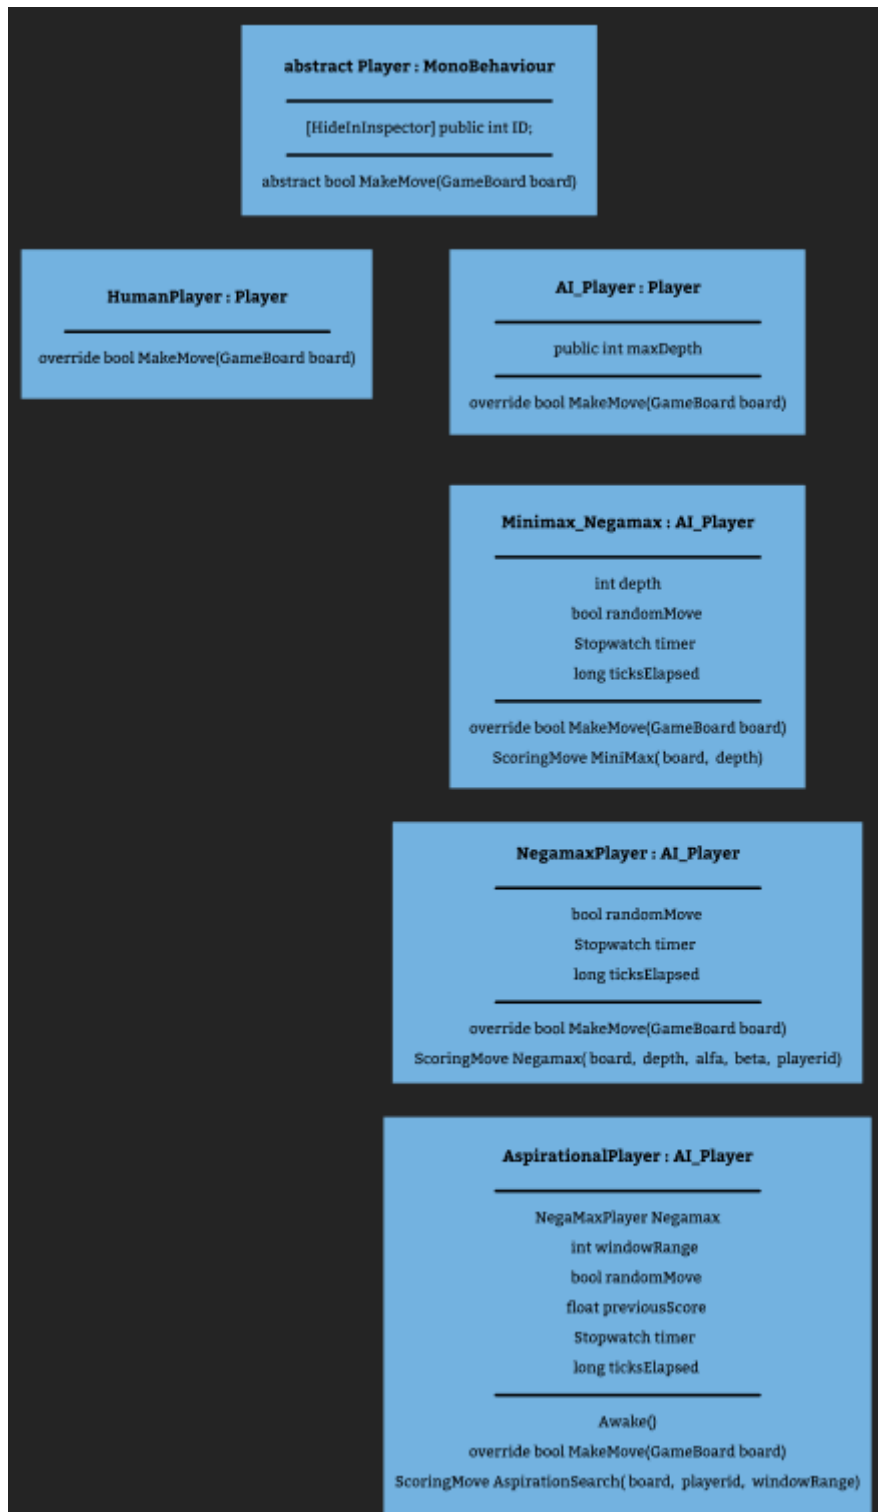 abstract Player : MonoBehaviour
[HideInInspector] public int ID;
abstract bool MakeMove(GameBoard board)
HumanPlayer : Player
override bool MakeMove(GameBoard board)
AI_Player : Player
public int maxDepth
override bool MakeMove(GameBoard board)
Minimax_Negamax : AI_Player
int depth
bool randomMove
Stopwatch timer
long ticksElapsed
override bool MakeMove(GameBoard board)
ScoringMove MiniMax( board, depth)
NegamaxPlayer : AI_Player
bool randomMove
Stopwatch timer
long ticksElapsed
override bool MakeMove(GameBoard board)
ScoringMove Negamax( board, depth, alfa, beta, playerid)
AspirationalPlayer : AI_Player
NegaMaxPlayer Negamax
int windowRange
bool randomMove
float previousScore
Stopwatch timer
long ticksElapsed
Awake()
override bool MakeMove(GameBoard board)
ScoringMove AspirationSearch( board, playerid, windowRange)